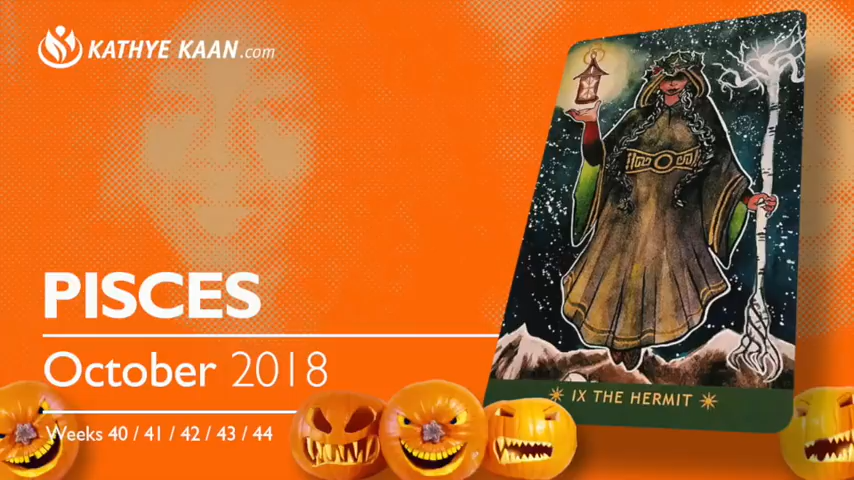 KATHYE KAAN.com
PISCES
October 2018
Weeks 40 / 41 / 42 / 43 / 44
IX THE HERMIT